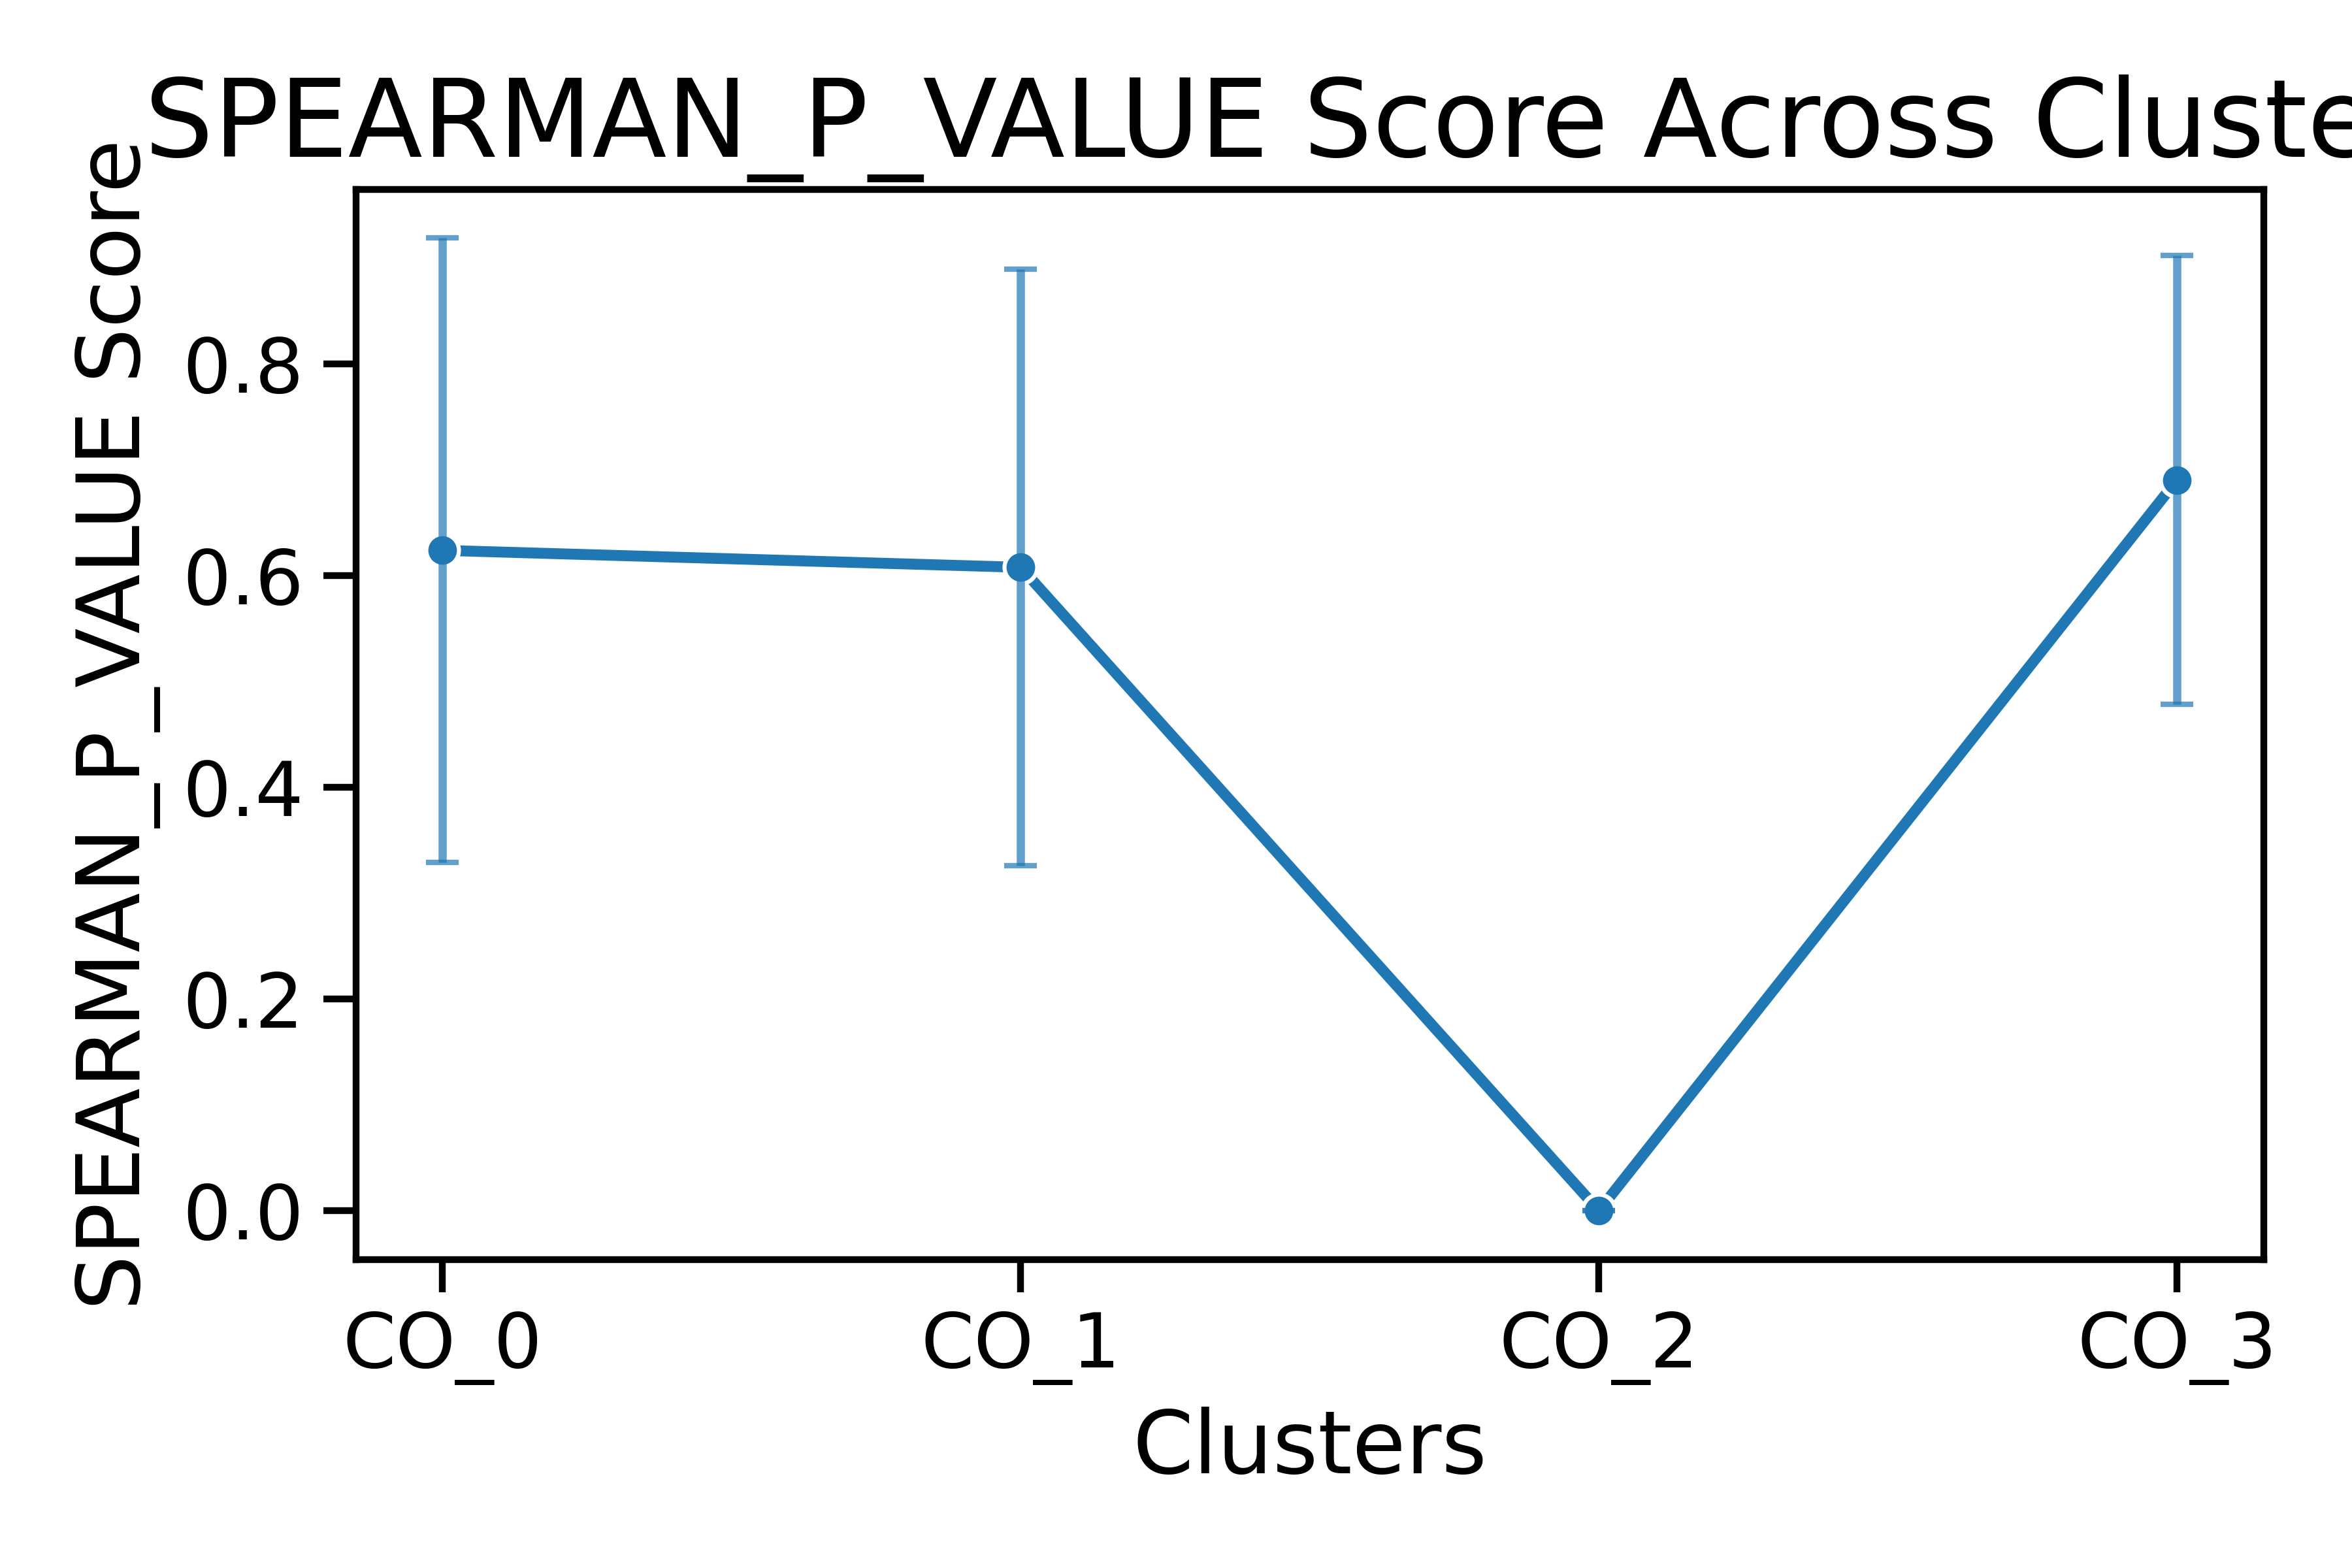 SPEARMAN_P_VALUE Score Across Cluste
SPEARMAN_P_VALUE Score
0.8
0.6
0.4
0.2
0.0
CO_0
CO_1
CO_2
CO_3
Clusters